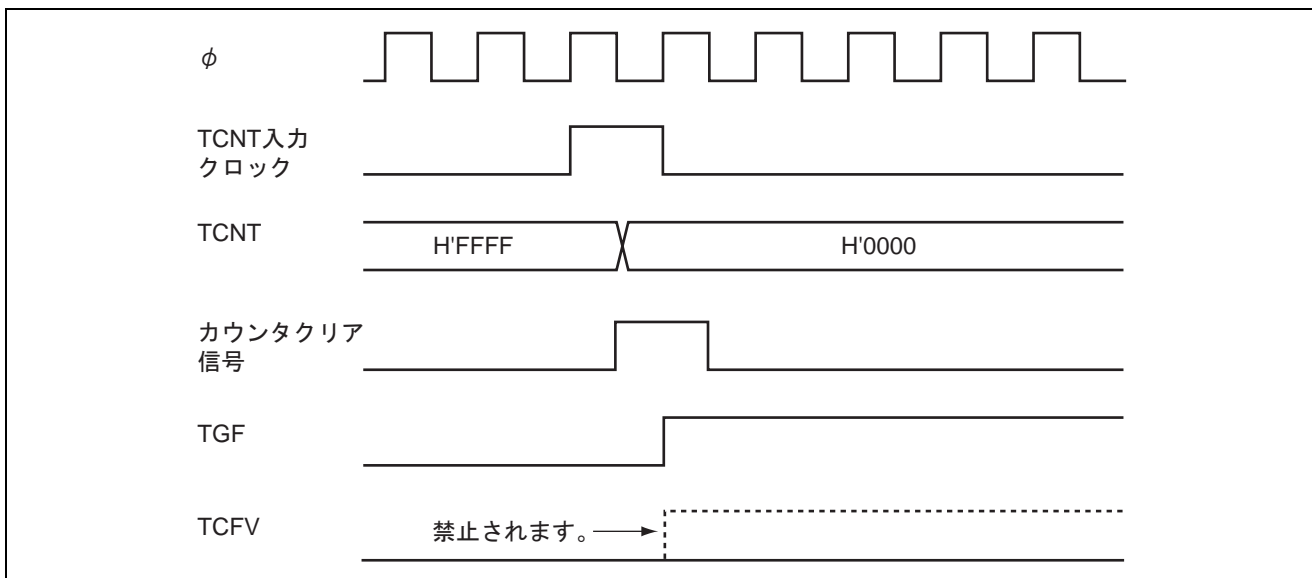 φ
TCNT入力
クロック
TCNT
H'FFFF
H'0000
カウンタクリア
信号
TGF
TCFV
禁止されます。